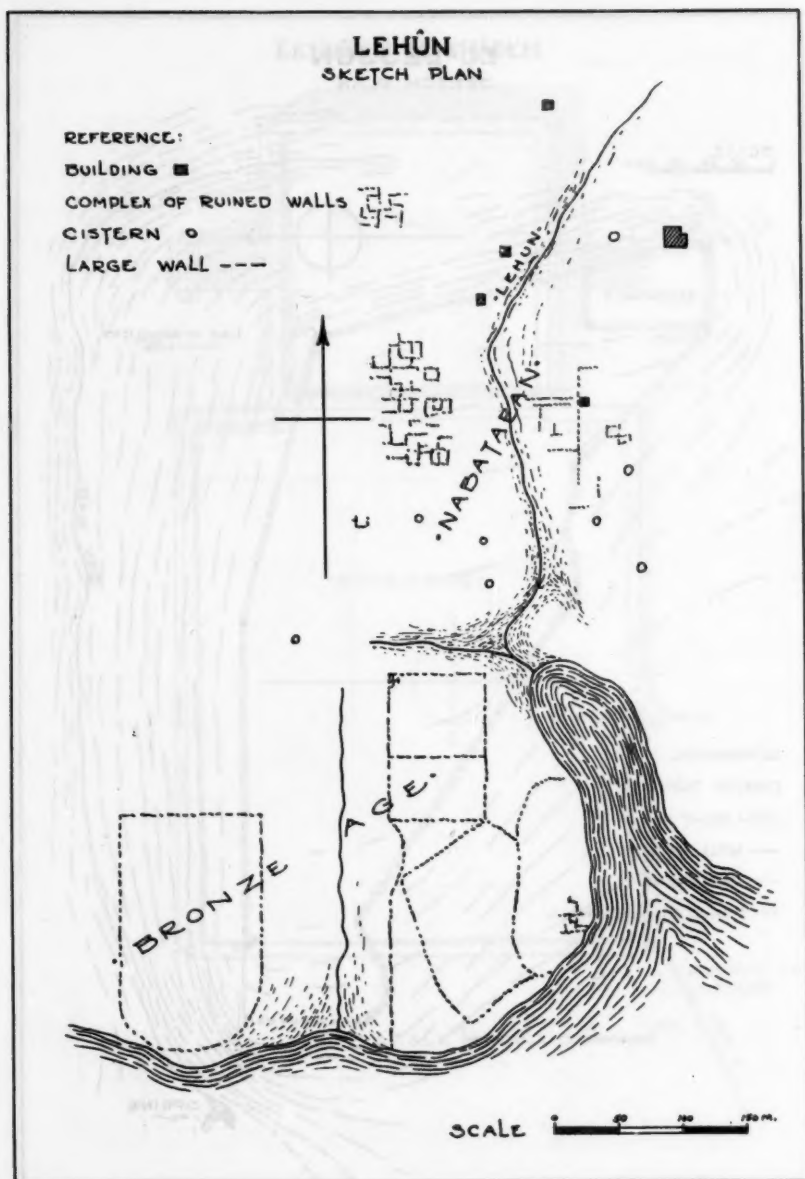 LEHÛN
SKETCH PLAN
REFERENCE:
BUILDING
COMPLEX OF RUINED WALLS
CISTERN
LARGE WALL
"LEHUN"
"NABATAEAN"
"BRONZE AGE"
SCALE 0 50 100 150 M.